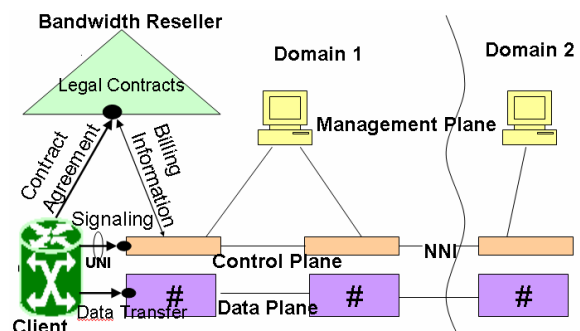 Bandwidth Reseller
Domain 1
Domain 2
Legal Contracts
Management Plane
Contract
Agreement
Billing
Information
Signaling
UNI
Control Plane
NNI
#
#
#
Data Transfer
Data Plane
Client